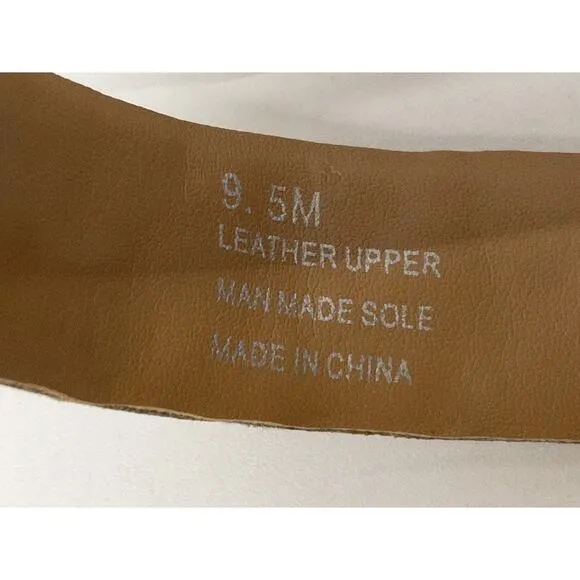 9.5M
LEATHER UPPER
MAN MADE SOLE
MADE IN CHINA